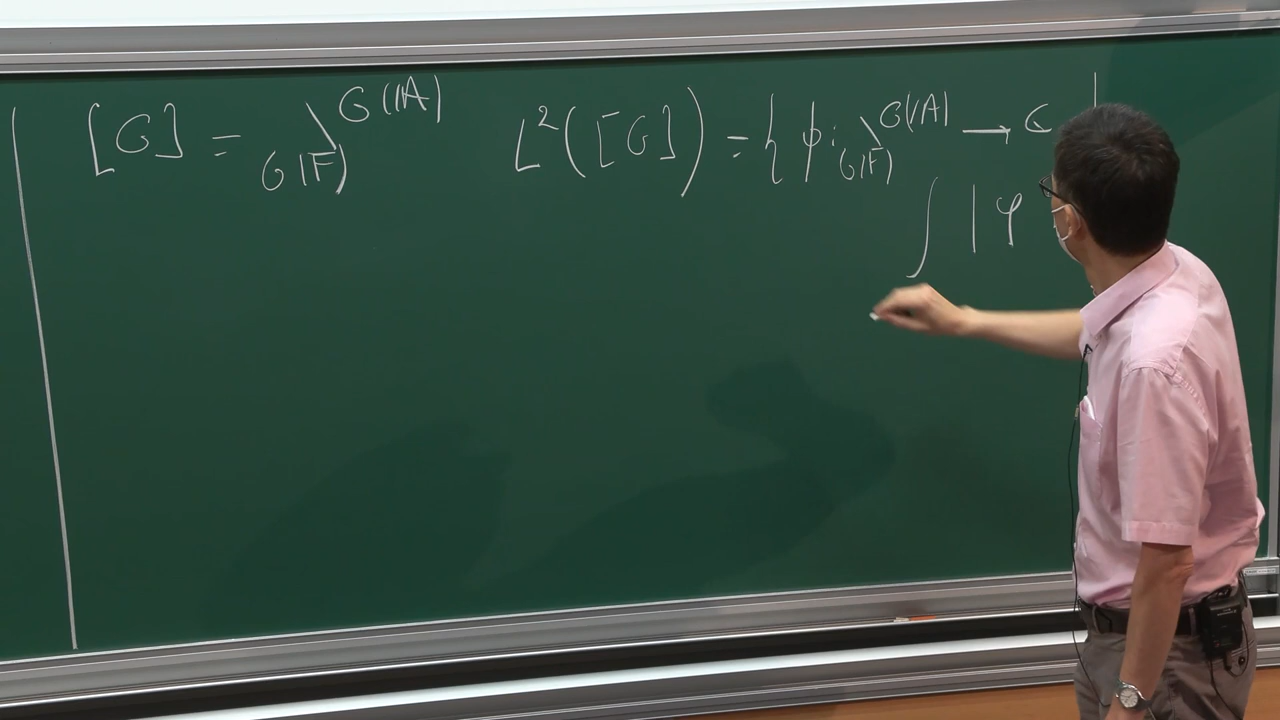 [G] = G(F)\G(𝔸)
L²([G]) = { φ: G(F)\G(𝔸) → ℂ |
∫ | φ